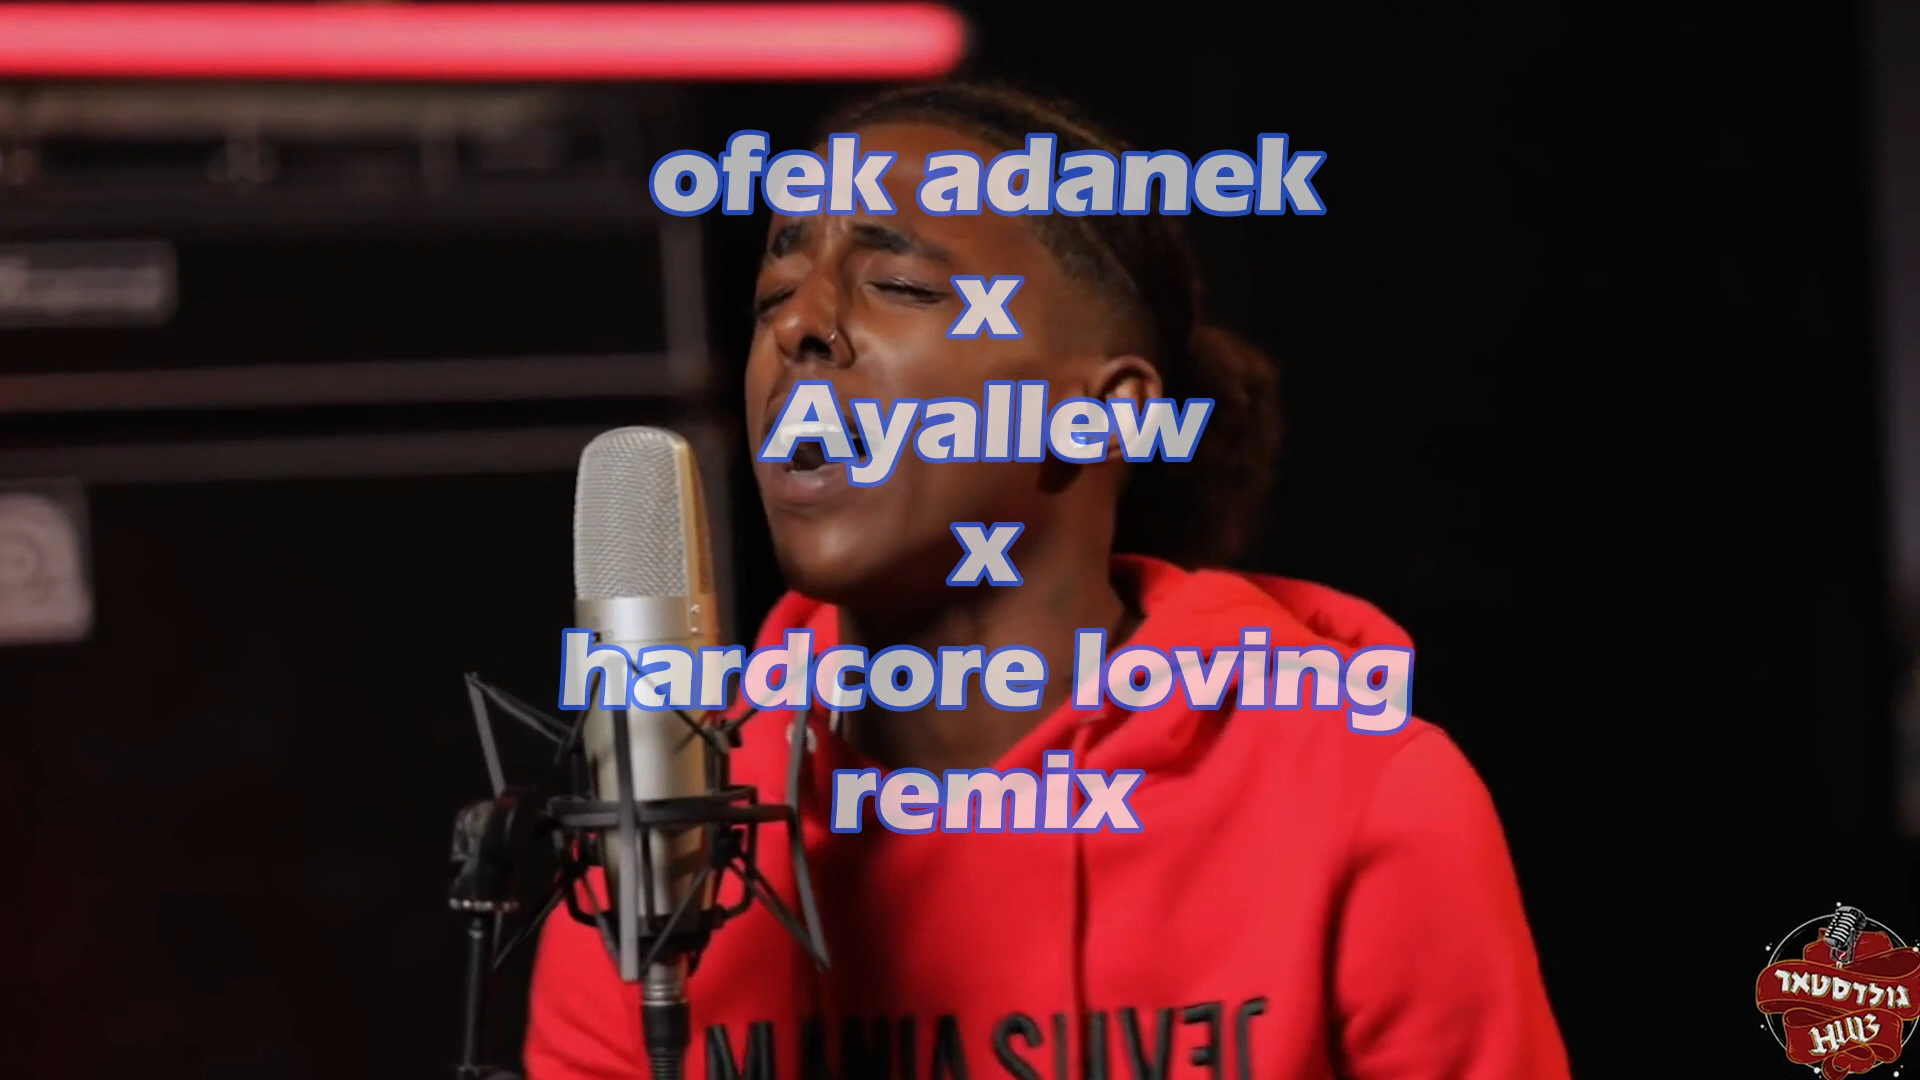 ofek adanek
x
Ayallew
x
hardcore loving
remix
גולדסטאר
HUB